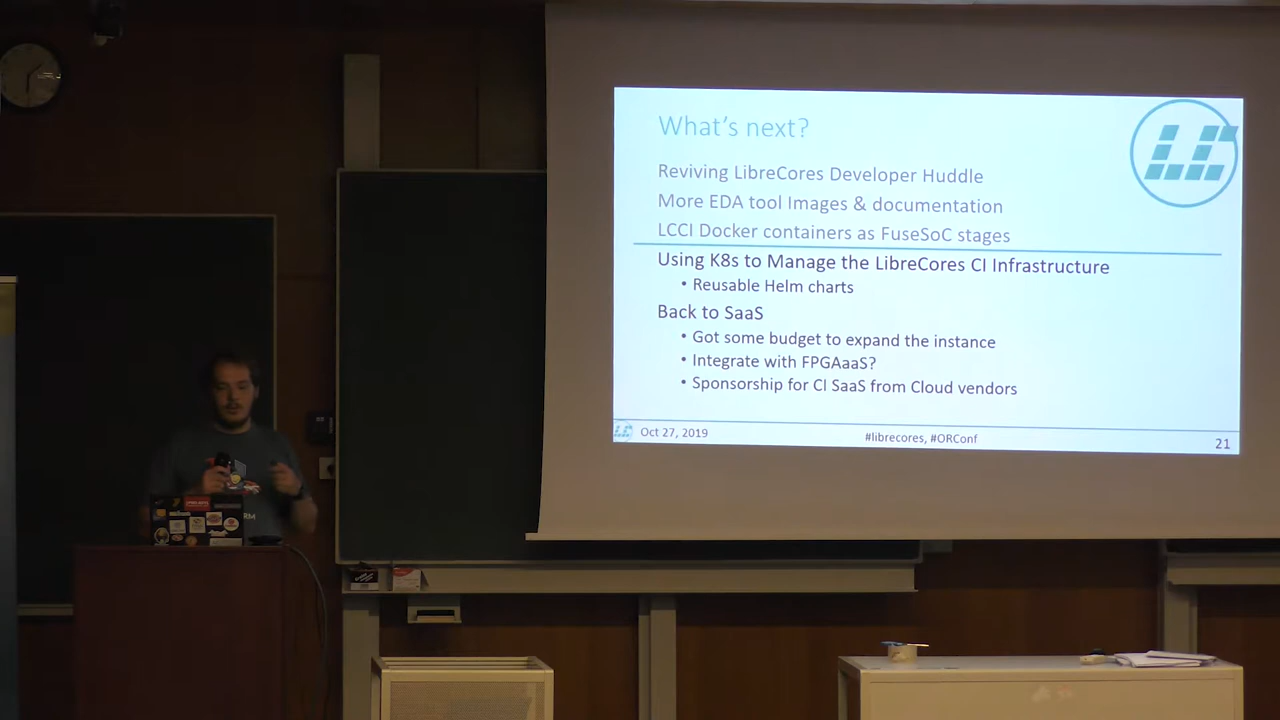 What's next?
Reviving LibreCores Developer Huddle
More EDA tool Images & documentation
LCCI Docker containers as FuseSoC stages
Using K8s to Manage the LibreCores CI Infrastructure
• Reusable Helm charts
Back to SaaS
• Got some budget to expand the instance
• Integrate with FPGAaaS?
• Sponsorship for CI SaaS from Cloud vendors
LC
Oct 27, 2019
#librecores, #ORConf
21